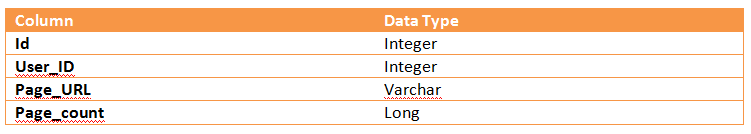 Column Data Type
Id Integer
User_ID Integer
Page_URL Varchar
Page_count Long